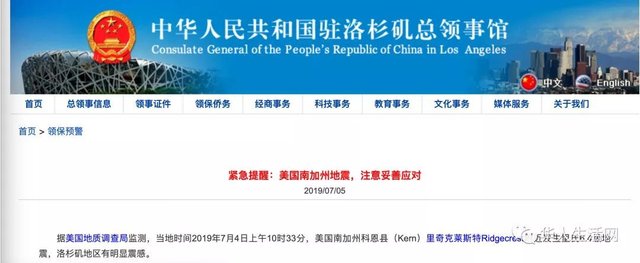 中华人民共和国驻洛杉矶总领事馆
Consulate General of the People's Republic of China in Los Angeles
中文 English
首页 总领事信息 领事证件 领保侨务 经商事务 科技事务 教育事务 文化事务 媒体服务 关于我们
首页 > 领保预警
紧急提醒：美国南加州地震，注意妥善应对
2019/07/05
据美国地质调查局监测，当地时间2019年7月4日上午10时33分，美国南加州科恩县（Kern）里奇克莱斯特Ridgecre 近发生里氏6.4级地
震，洛杉矶地区有明显震感。
华人生活网